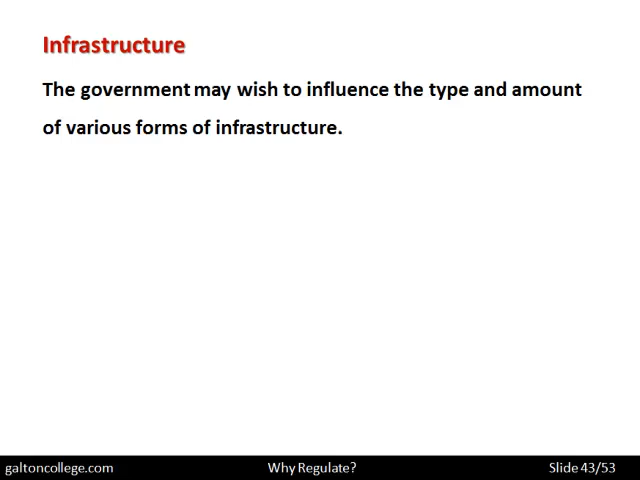 Infrastructure
The government may wish to influence the type and amount
of various forms of infrastructure.
galtoncollege.com Why Regulate? Slide 43/53